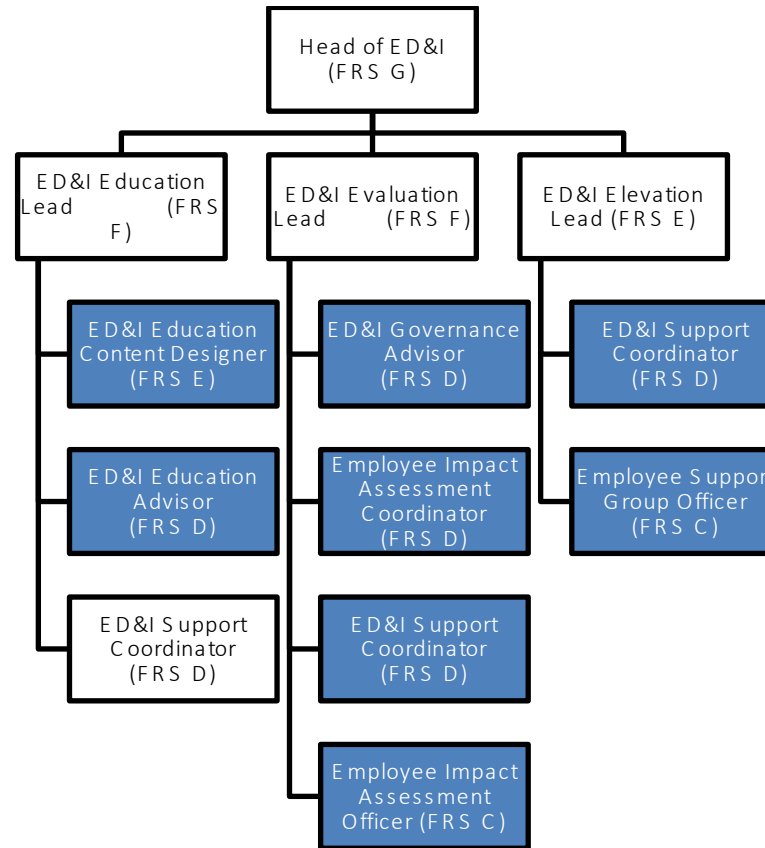 Head of ED&I
(FRS G)
ED&I Education
Lead (FRS
F)
ED&I Evaluation
Lead (FRS F)
ED&I Elevation
Lead (FRS E)
ED&I Education
Content Designer
(FRS E)
ED&I Education
Advisor
(FRS D)
ED&I Support
Coordinator
(FRS D)
ED&I Governance
Advisor
(FRS D)
Employee Impact
Assessment
Coordinator
(FRS D)
ED&I Support
Coordinator
(FRS D)
Employee Impact
Assessment
Officer (FRS C)
ED&I Support
Coordinator
(FRS D)
Employee Support
Group Officer
(FRS C)